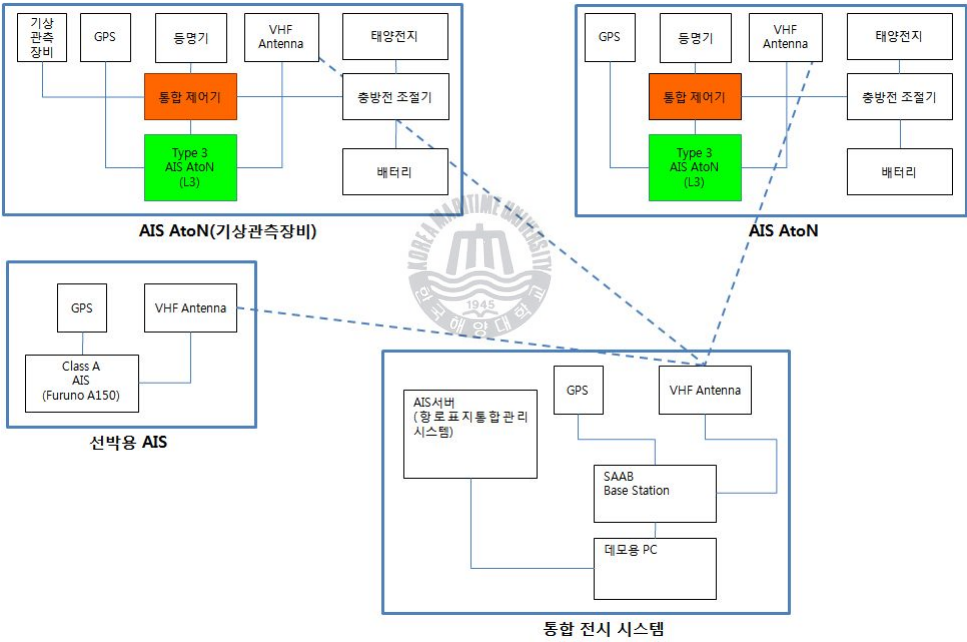 기상
관측
장비
GPS
등명기
VHF
Antenna
태양전지
통합 제어기
충방전 조절기
Type 3
AIS AtoN
(L3)
배터리
AIS AtoN(기상관측장비)
GPS
등명기
VHF
Antenna
태양전지
통합 제어기
충방전 조절기
Type 3
AIS AtoN
(L3)
배터리
AIS AtoN
KOREA MARITIME UNIVERSITY
1945
한국해양대학교
GPS
VHF Antenna
Class A
AIS
(Furuno A150)
선박용 AIS
AIS서버
(항로표지통합관리
시스템)
GPS
VHF Antenna
SAAB
Base Station
데모용 PC
통합 전시 시스템